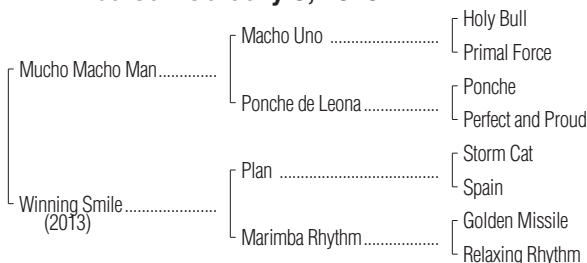 Holy Bull
Macho Uno ........................
Primal Force
Mucho Macho Man..............
Ponche
Ponche de Leona.................
Perfect and Proud
Storm Cat
Plan ....................................
Spain
Winning Smile.....................
(2013)
Golden Missile
Marimba Rhythm.................
Relaxing Rhythm